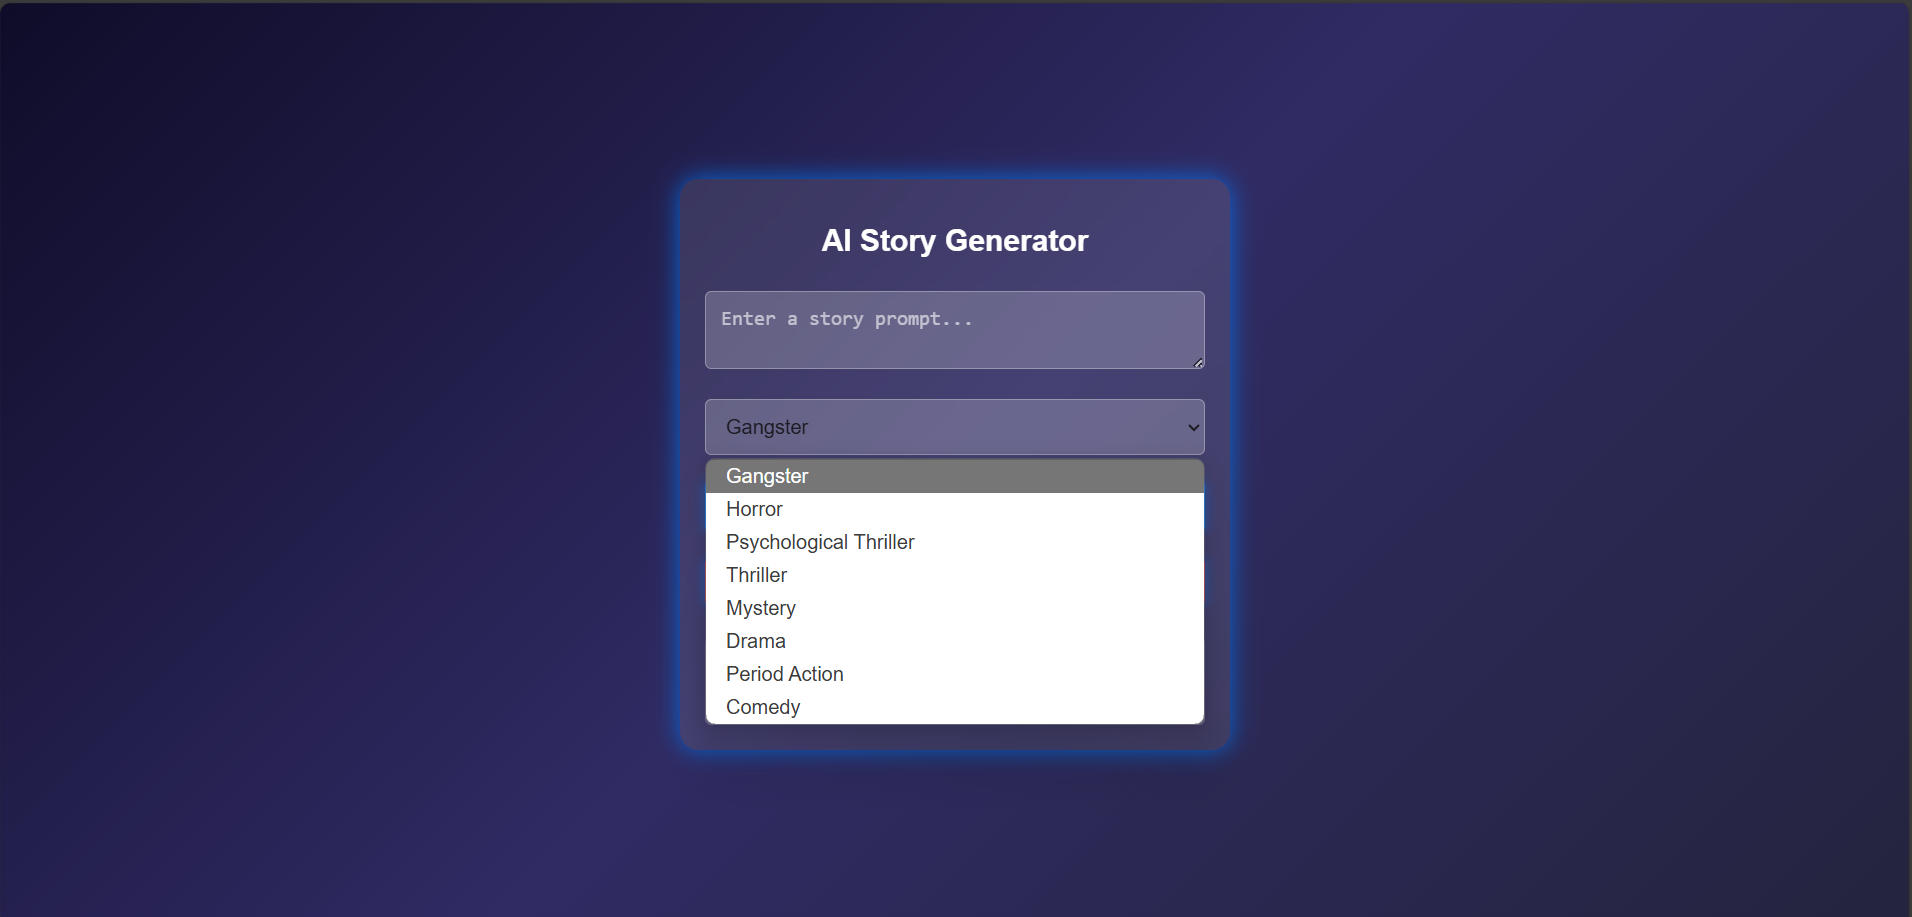 AI Story Generator
Enter a story prompt...
Gangster
Gangster
Horror
Psychological Thriller
Thriller
Mystery
Drama
Period Action
Comedy